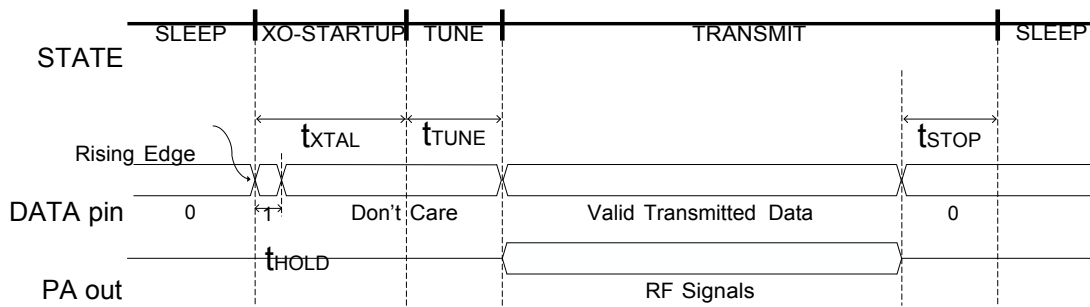 SLEEP XO-STARTUP TUNE TRANSMIT SLEEP
STATE
tXTAL tTUNE tSTOP
Rising Edge
DATA pin 0 1 Don't Care Valid Transmitted Data 0
tHOLD
PA out RF Signals